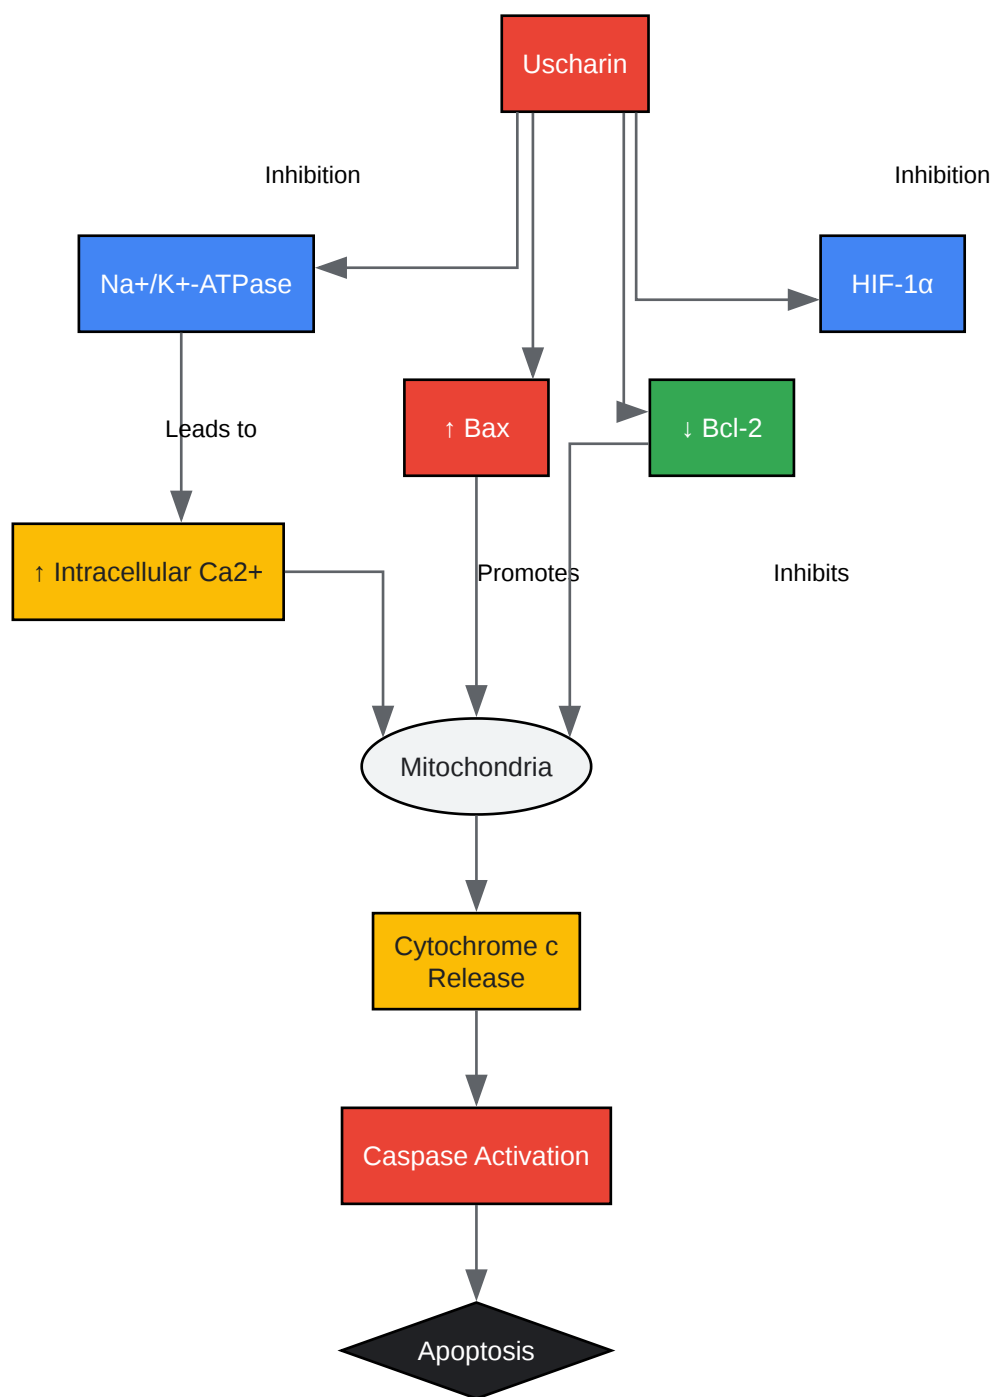 Uscharin
Inhibition
Inhibition
Na+/K+-ATPase
HIF-1α
Leads to
↑ Bax
↓ Bcl-2
↑ Intracellular Ca2+
Promotes
Inhibits
Mitochondria
Cytochrome c
Release
Caspase Activation
Apoptosis